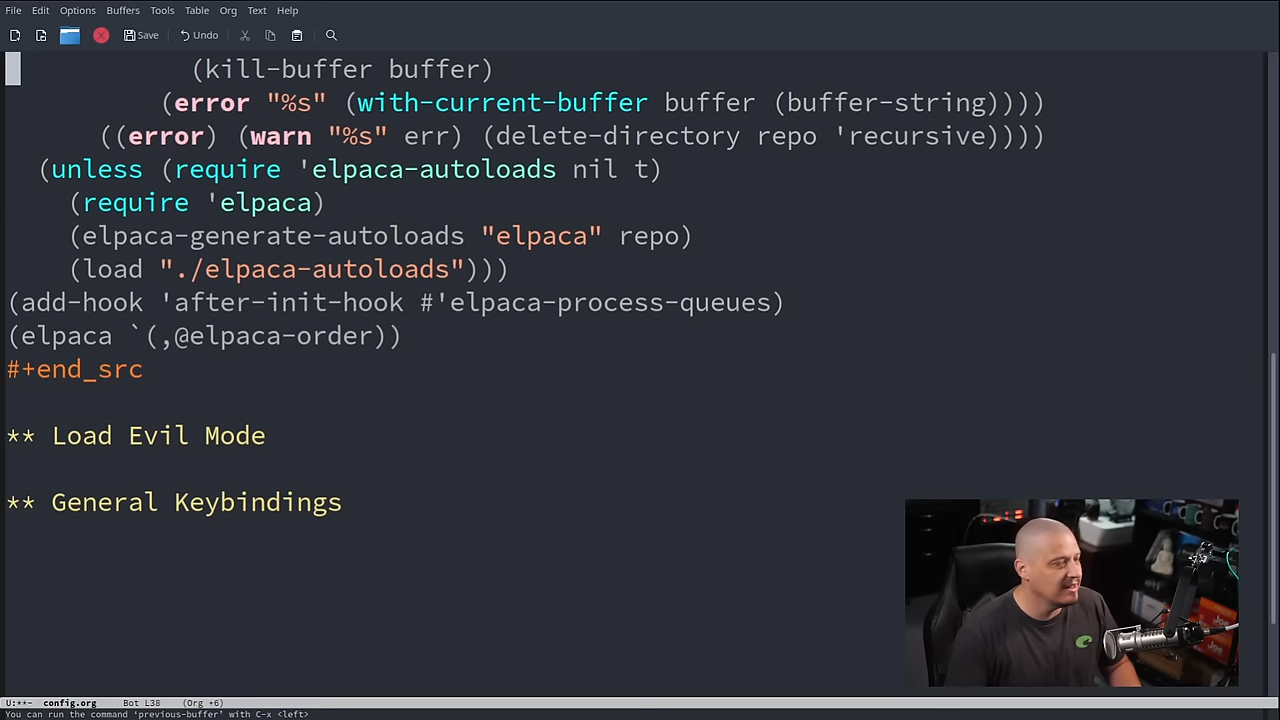 File Edit Options Buffers Tools Table Org Text Help
Save Undo
(kill-buffer buffer)
(error "%s" (with-current-buffer buffer (buffer-string))))
((error) (warn "%s" err) (delete-directory repo 'recursive))))
(unless (require 'elpaca-autoloads nil t)
(require 'elpaca)
(elpaca-generate-autoloads "elpaca" repo)
(load "./elpaca-autoloads")))
(add-hook 'after-init-hook #'elpaca-process-queues)
(elpaca `(,@elpaca-order))
#+end_src
** Load Evil Mode
** General Keybindings
Joe
Joe
U:**- config.org Bot L38 (Org +6)
You can run the command ‘previous-buffer’ with C-x <left>